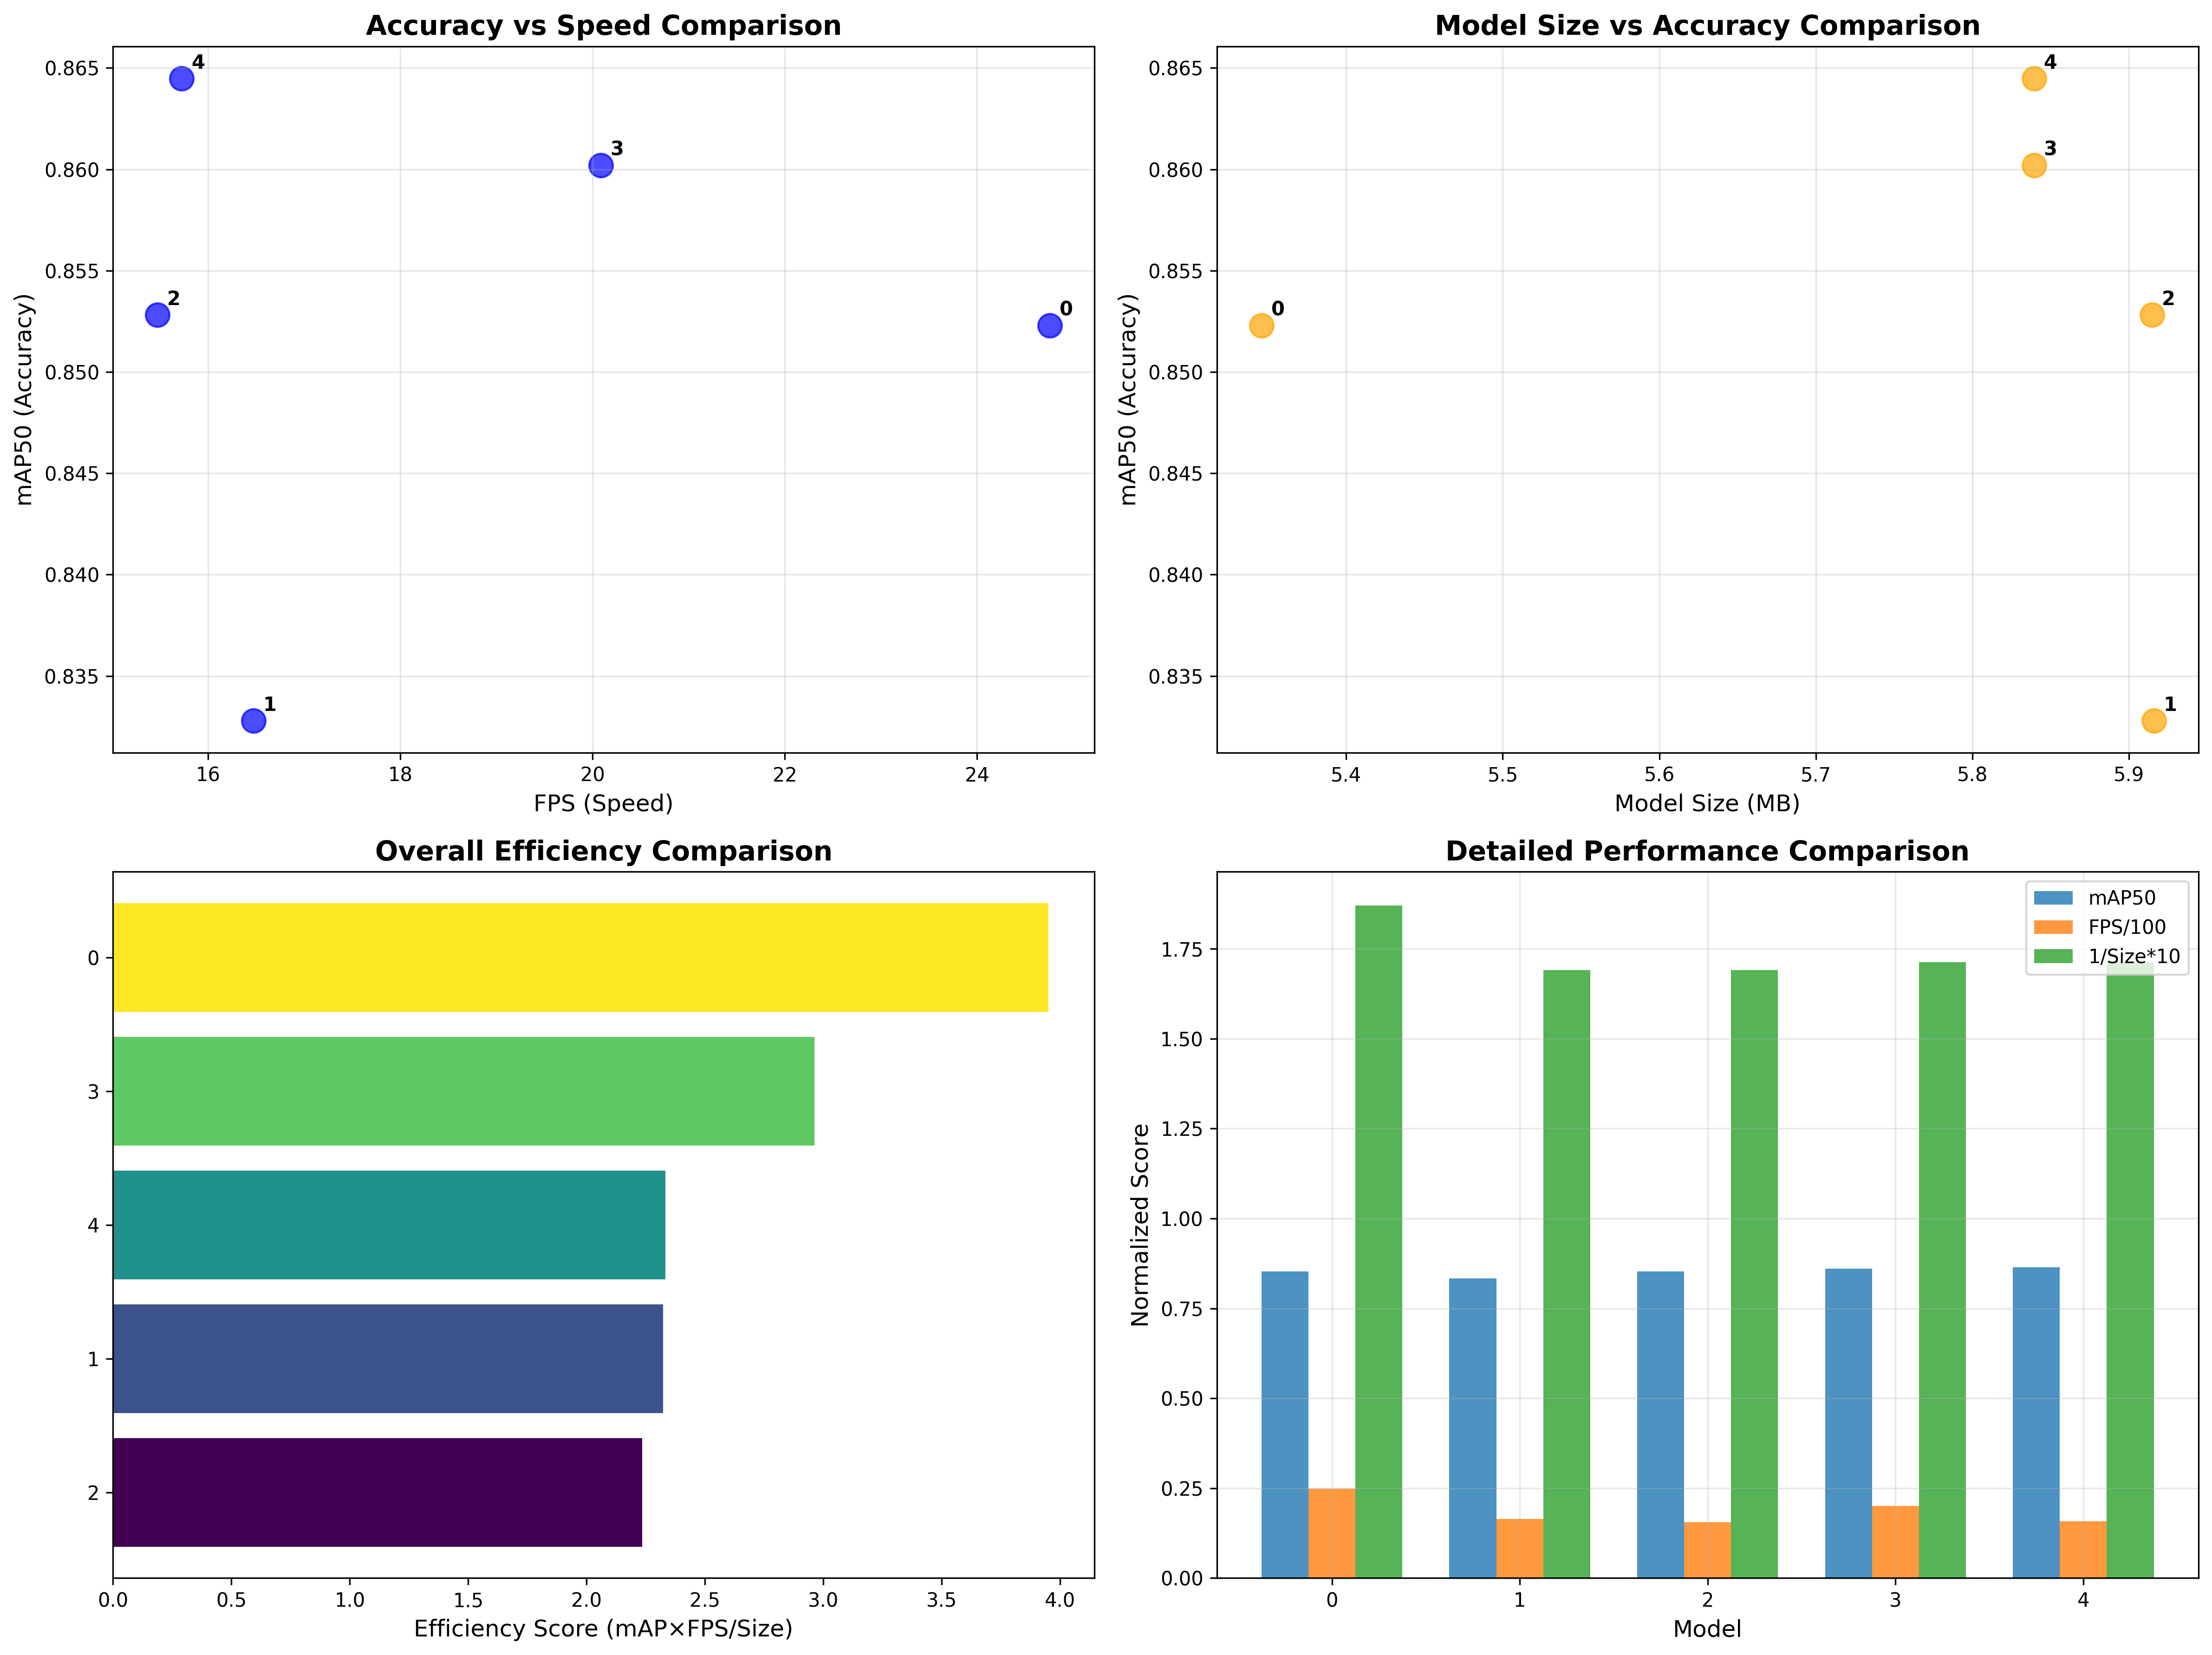 Accuracy vs Speed Comparison
mAP50 (Accuracy)
0.865
0.860
0.855
0.850
0.845
0.840
0.835
4
3
2
0
1
16 18 20 22 24
FPS (Speed)
Model Size vs Accuracy Comparison
mAP50 (Accuracy)
0.865
0.860
0.855
0.850
0.845
0.840
0.835
4
3
2
0
1
5.4 5.5 5.6 5.7 5.8 5.9
Model Size (MB)
Overall Efficiency Comparison
0
3
4
1
2
0.0 0.5 1.0 1.5 2.0 2.5 3.0 3.5 4.0
Efficiency Score (mAP×FPS/Size)
Detailed Performance Comparison
mAP50
FPS/100
1/Size*10
Normalized Score
1.75
1.50
1.25
1.00
0.75
0.50
0.25
0.00
0 1 2 3 4
Model